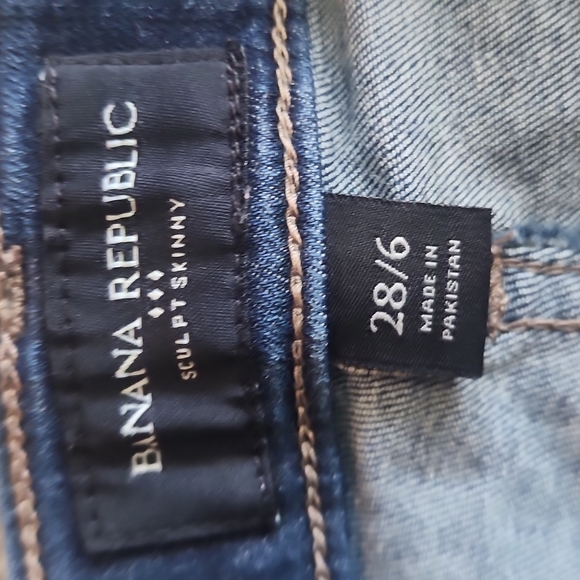 BANANA REPUBLIC
SCULPT SKINNY
28/6
MADE IN
PAKISTAN